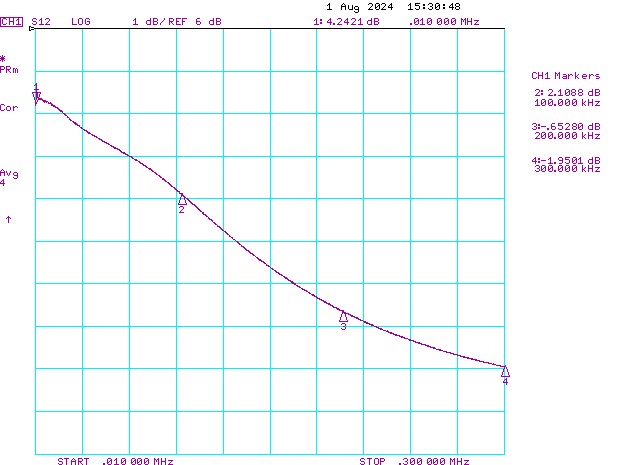 1 Aug 2024 15:30:48
CH1 S12 LOG 1 dB/REF 6 dB 1: 4.2421 dB .010 000 MHz
*
PRm
Cor
Avg
4
↑
CH1 Markers
2: 2.1088 dB
100.000 kHz
3:-.65280 dB
200.000 kHz
4:-1.9501 dB
300.000 kHz
1
2
3
4
START .010 000 MHz STOP .300 000 MHz